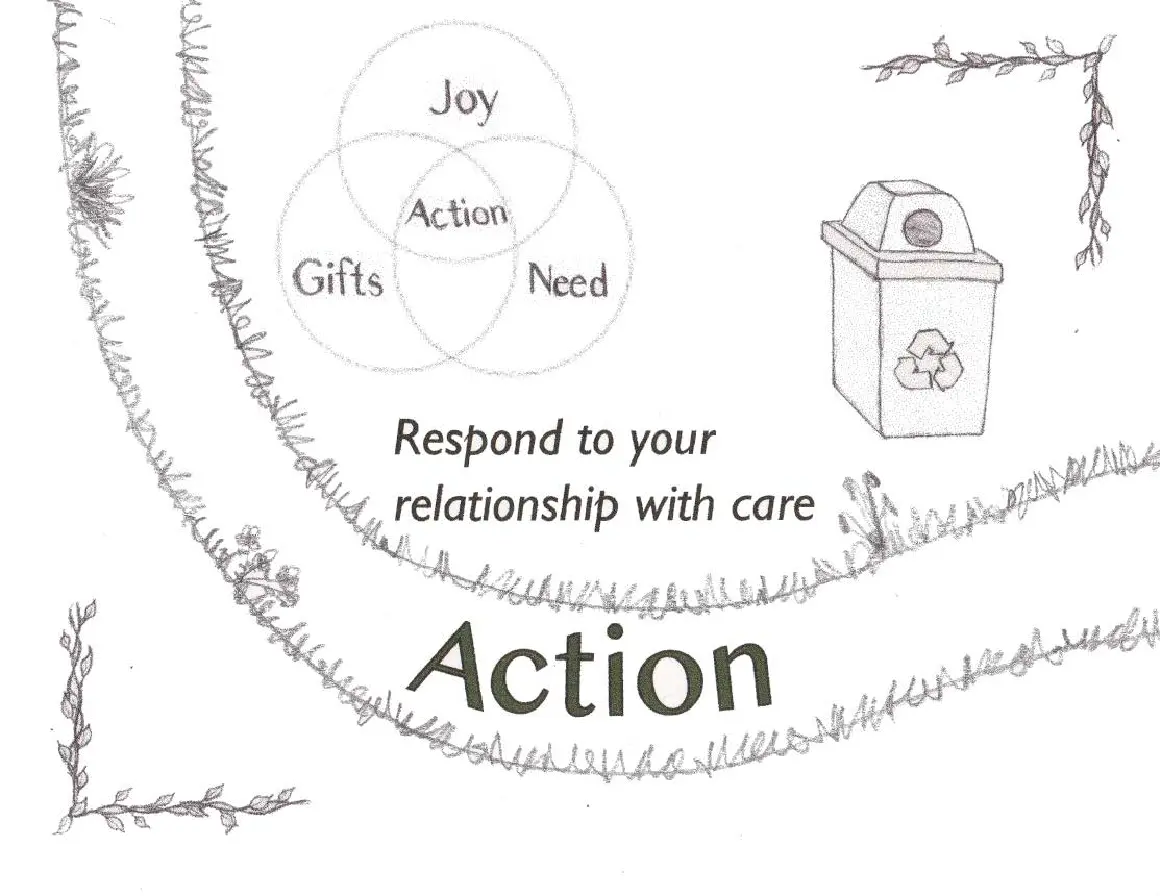 Joy
Action
Gifts
Need
Respond to your
relationship with care
Action